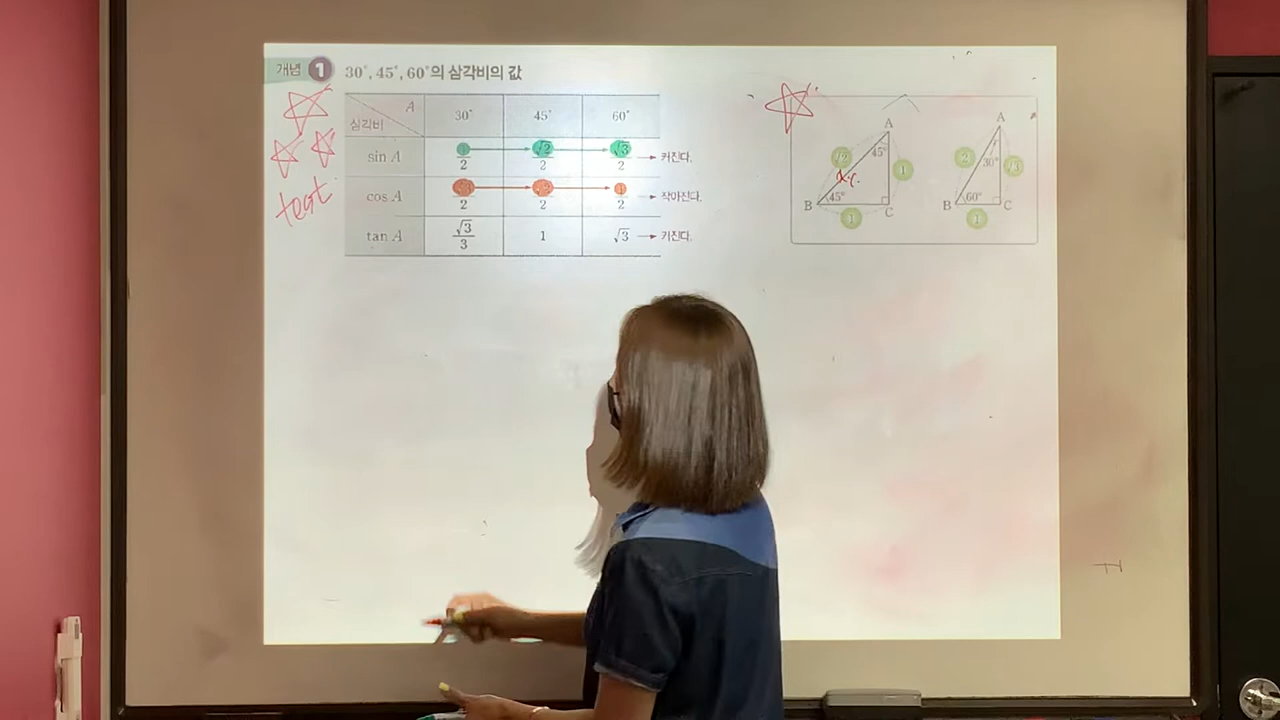 개념 1 30°, 45°, 60°의 삼각비의 값
test
A
삼각비
30° 45° 60°
sin A 1/2 √2/2 √3/2 → 커진다.
cos A √3/2 √2/2 1/2 → 작아진다.
tan A √3/3 1 √3 → 커진다.
A
45°
√2
1
B
45°
C
1
A
30°
2
√3
B
60°
C
1